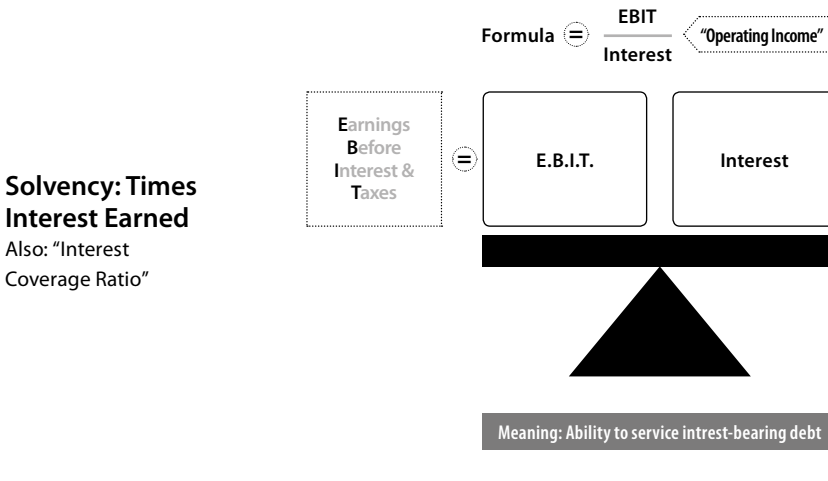 Formula = EBIT
Interest
"Operating Income"
Earnings
Before
Interest &
Taxes
=
E.B.I.T.
Interest
Solvency: Times
Interest Earned
Also: “Interest
Coverage Ratio”
Meaning: Ability to service intrest-bearing debt